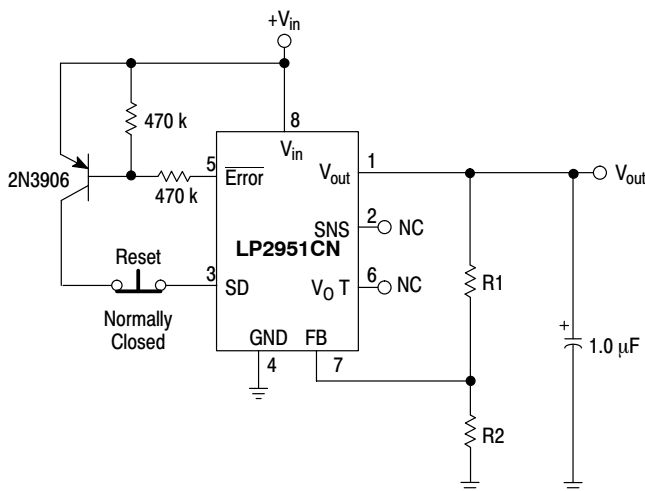 +Vin
470 k
8
Vin
2N3906
470 k
5
Error
Vout
1
Vout
SNS
2
NC
LP2951CN
Reset
3
SD
VO T
6
NC
R1
Normally
Closed
GND
FB
4
7
+
1.0 μF
R2